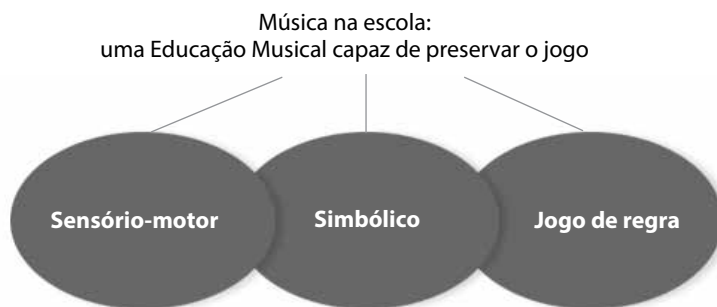 Música na escola:
uma Educação Musical capaz de preservar o jogo
Sensório-motor
Simbólico
Jogo de regra